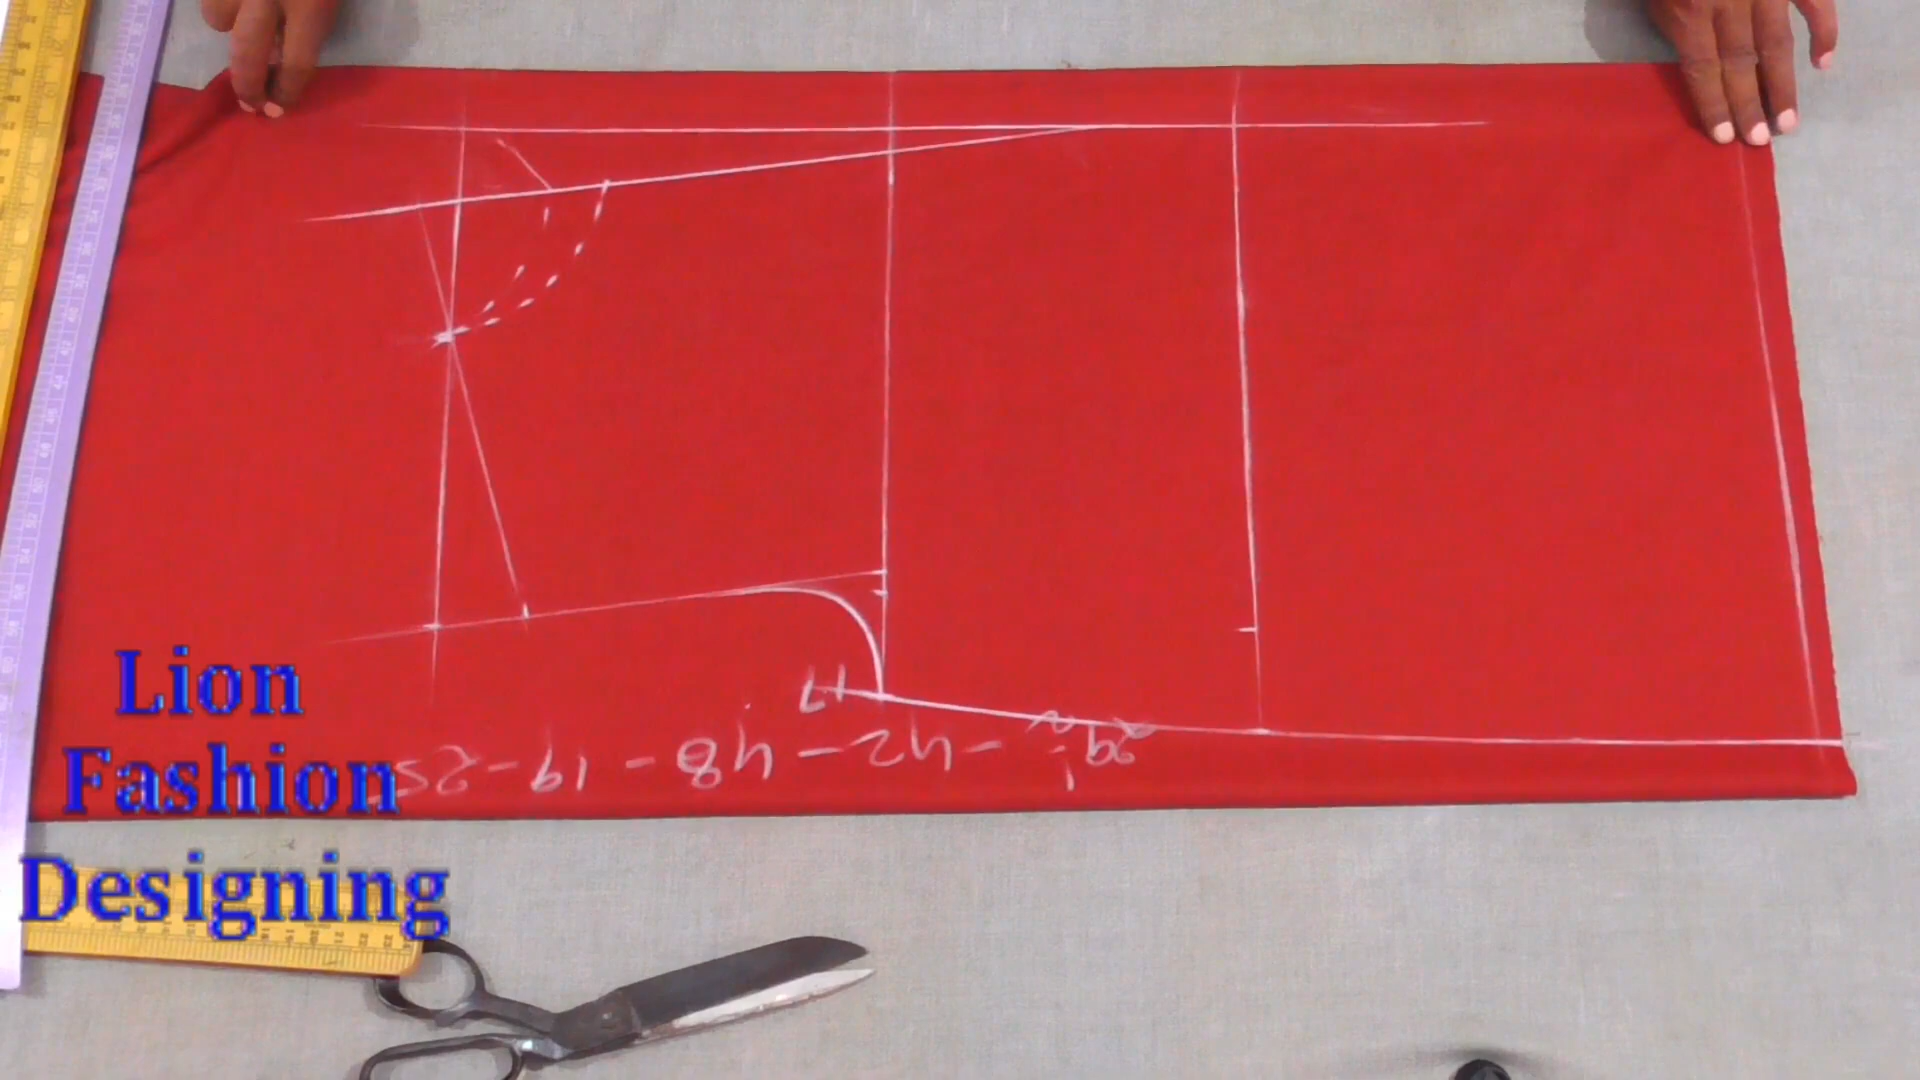 Lion
Fashion
Designing
17
- 42 - 48 - 19 - 25